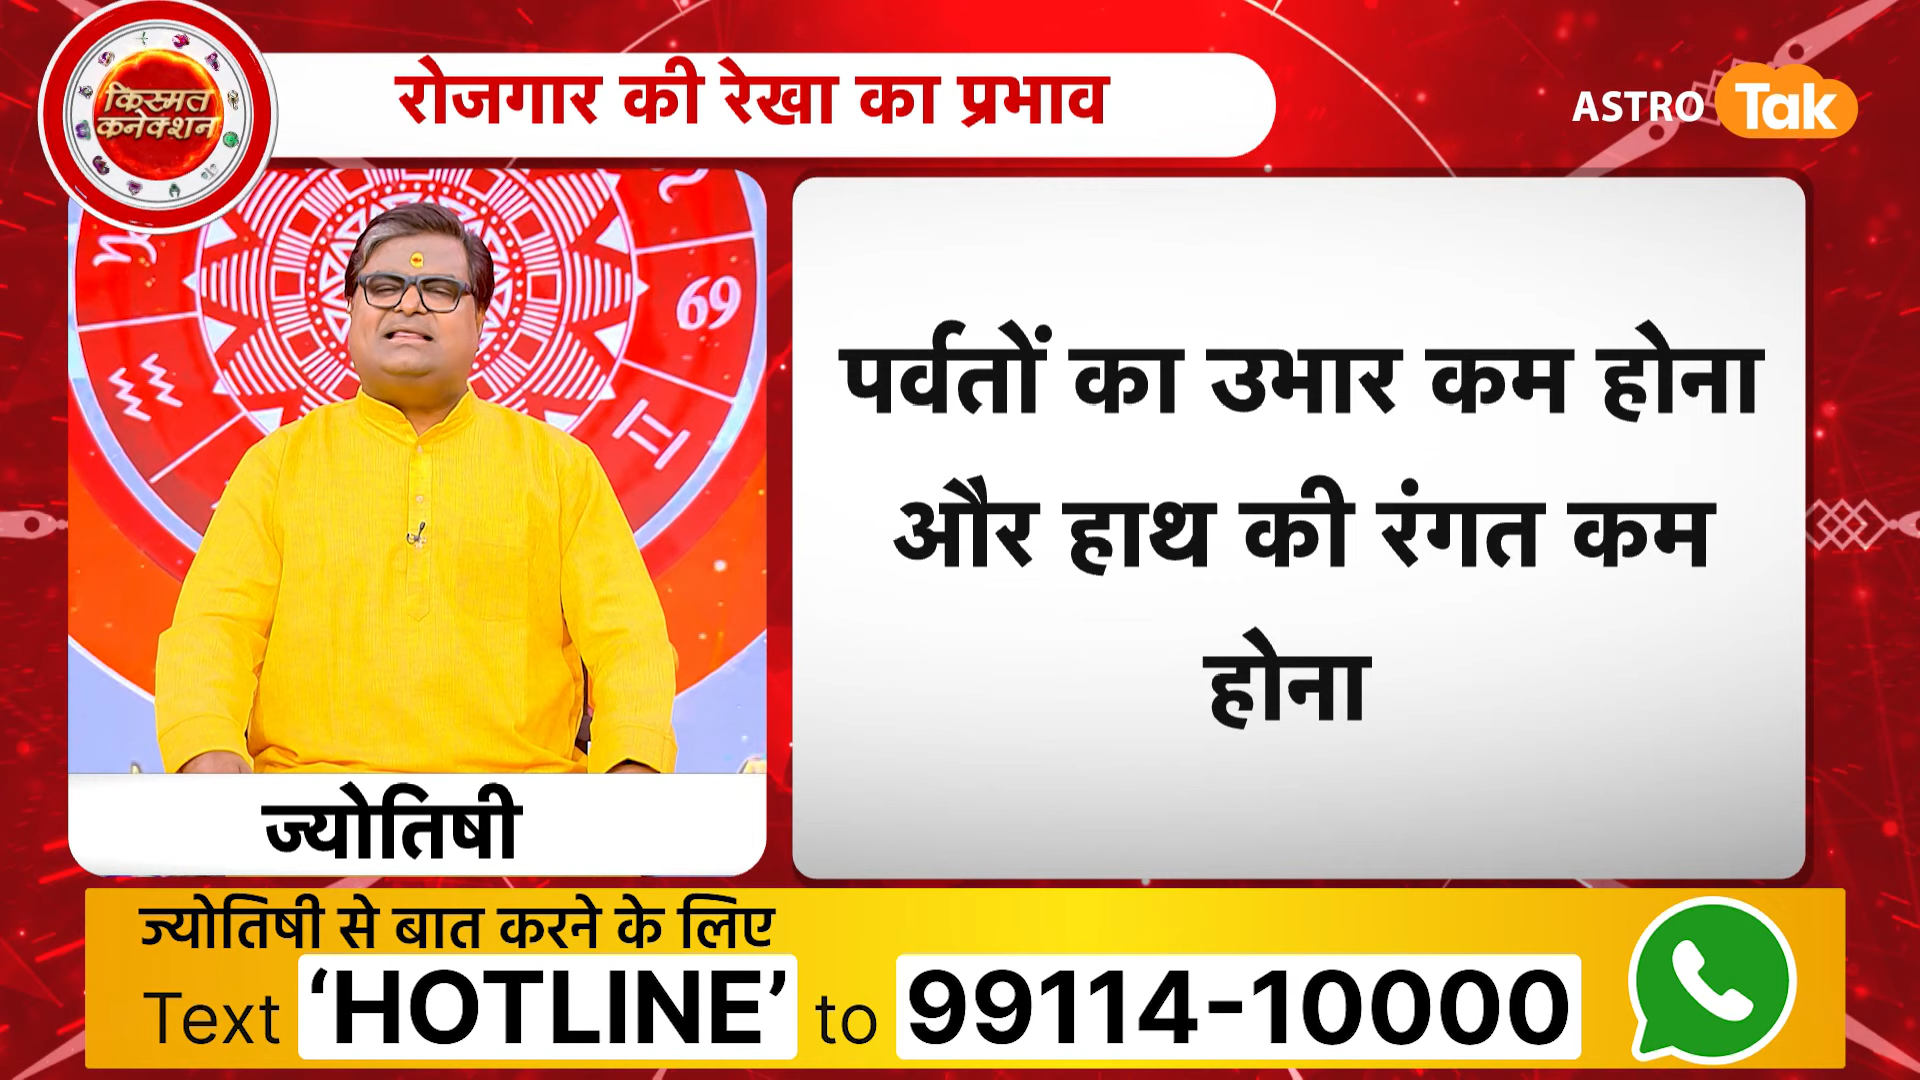 किस्मत
कनेक्शन
रोजगार की रेखा का प्रभाव
ASTRO Tak
69
पर्वतों का उभार कम होना
और हाथ की रंगत कम
होना
ज्योतिषी
ज्योतिषी से बात करने के लिए
Text ‘HOTLINE’ to 99114-10000